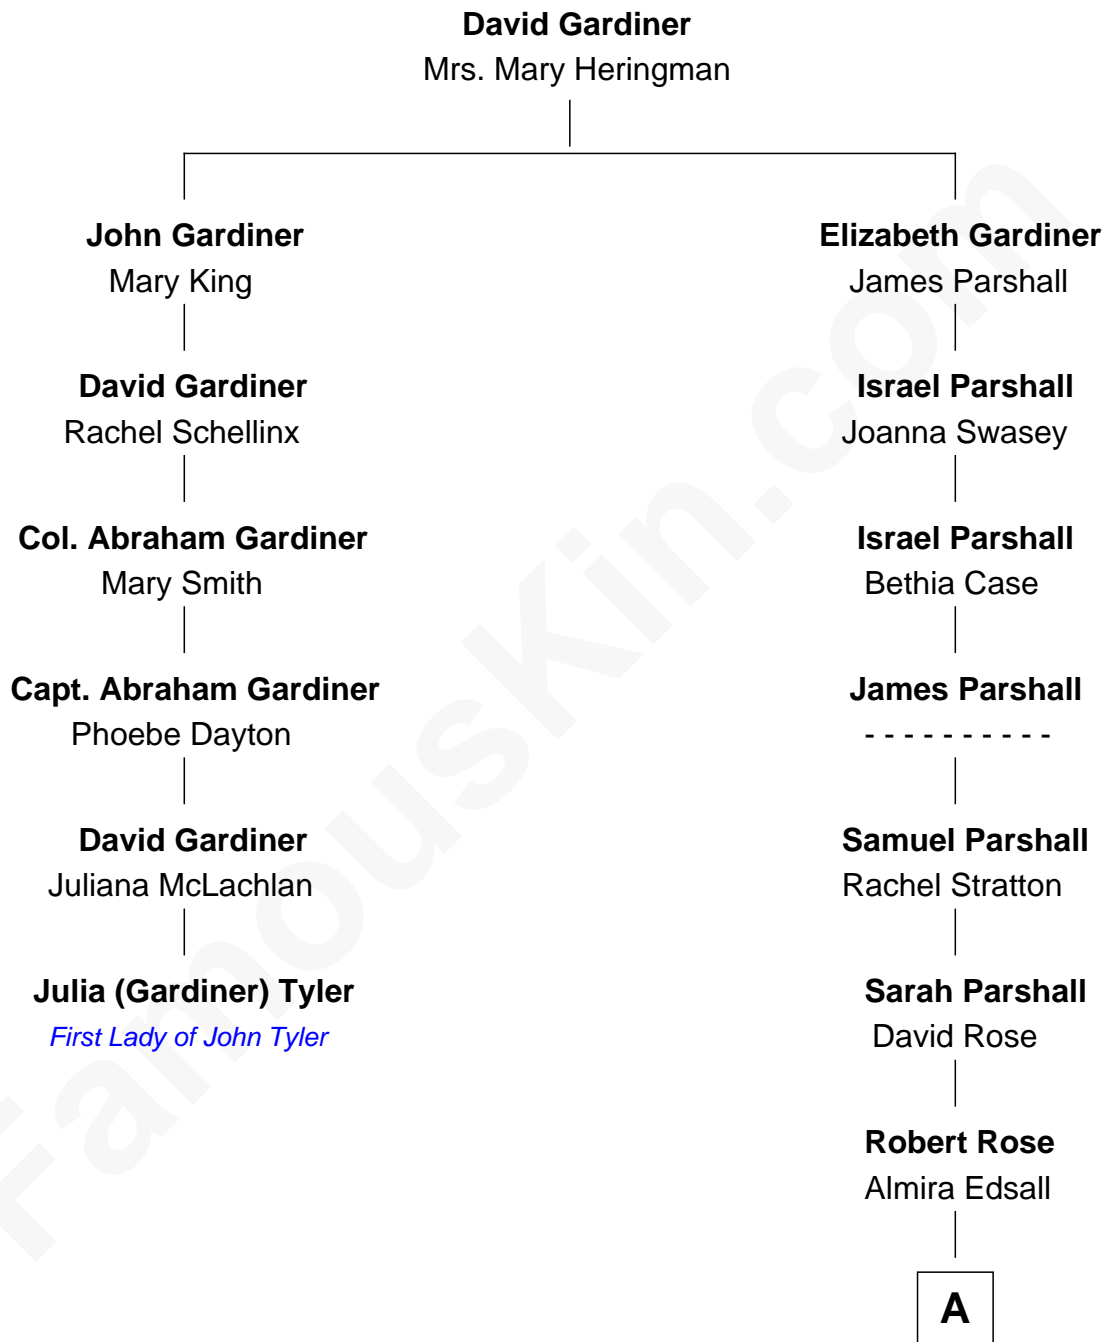 David Gardiner
Mrs. Mary Heringman
John Gardiner
Mary King
David Gardiner
Rachel Schellinx
Col. Abraham Gardiner
Mary Smith
Capt. Abraham Gardiner
Phoebe Dayton
David Gardiner
Juliana McLachlan
Julia (Gardiner) Tyler
First Lady of John Tyler
Elizabeth Gardiner
James Parshall
Israel Parshall
Joanna Swasey
Israel Parshall
Bethia Case
James Parshall
- - - - - - - - - -
Samuel Parshall
Rachel Stratton
Sarah Parshall
David Rose
Robert Rose
Almira Edsall
A
FamousKin.com